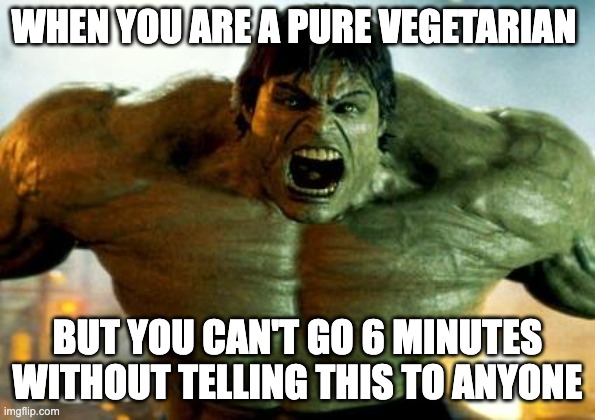 WHEN YOU ARE A PURE VEGETARIAN
BUT YOU CAN'T GO 6 MINUTES
WITHOUT TELLING THIS TO ANYONE
imgflip.com